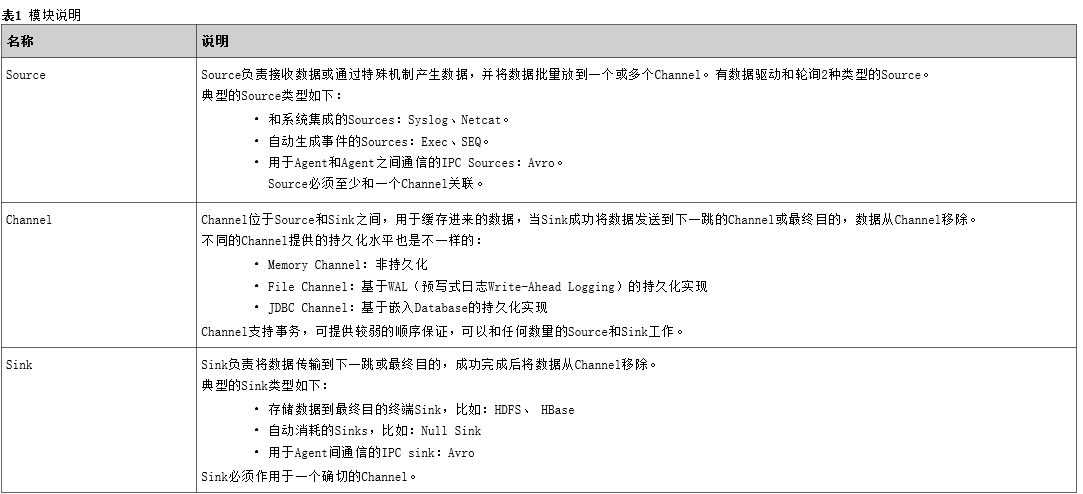 表1 模块说明
名称 说明
Source Source负责接收数据或通过特殊机制产生数据，并将数据批量放到一个或多个Channel。有数据驱动和轮询2种类型的Source。
典型的Source类型如下：
• 和系统集成的Sources：Syslog、Netcat。
• 自动生成事件的Sources：Exec、SEQ。
• 用于Agent和Agent之间通信的IPC Sources：Avro。
Source必须至少和一个Channel关联。
Channel Channel位于Source和Sink之间，用于缓存进来的数据，当Sink成功将数据发送到下一跳的Channel或最终目的，数据从Channel移除。
不同的Channel提供的持久化水平也是不一样的：
• Memory Channel：非持久化
• File Channel：基于WAL（预写式日志Write-Ahead Logging）的持久化实现
• JDBC Channel：基于嵌入Database的持久化实现
Channel支持事务，可提供较弱的顺序保证，可以和任何数量的Source和Sink工作。
Sink Sink负责将数据传输到下一跳或最终目的，成功完成后将数据从Channel移除。
典型的Sink类型如下：
• 存储数据到最终目的终端Sink，比如：HDFS、 HBase
• 自动消耗的Sinks，比如：Null Sink
• 用于Agent间通信的IPC sink：Avro
Sink必须作用于一个确切的Channel。